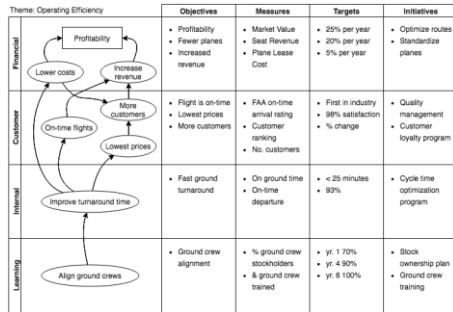 Theme: Operating Efficiency
Objectives
Measures
Targets
Initiatives
Financial
Profitability
Lower costs
Increase
revenue
• Profitability
• Fewer planes
• Increased
revenue
• Market Value
• Seat Revenue
• Plane Lease
Cost
• 25% per year
• 20% per year
• 5% per year
• Optimize routes
• Standardize
planes
Customer
More
customers
On-time flights
Lowest prices
• Flight is on-time
• Lowest prices
• More customers
• FAA on-time
arrival rating
• Customer
ranking
• No. customers
• First in industry
• 98% satisfaction
• % change
• Quality
management
• Customer
loyalty program
Internal
Improve turnaround time
• Fast ground
turnaround
• On ground time
• On-time
departure
• < 25 minutes
• 93%
• Cycle time
optimization
program
Learning
Align ground crews
• Ground crew
alignment
• % ground crew
stockholders
• & ground crew
trained
• yr. 1 70%
• yr. 4 90%
• yr. 6 100%
• Stock
ownership plan
• Ground crew
training